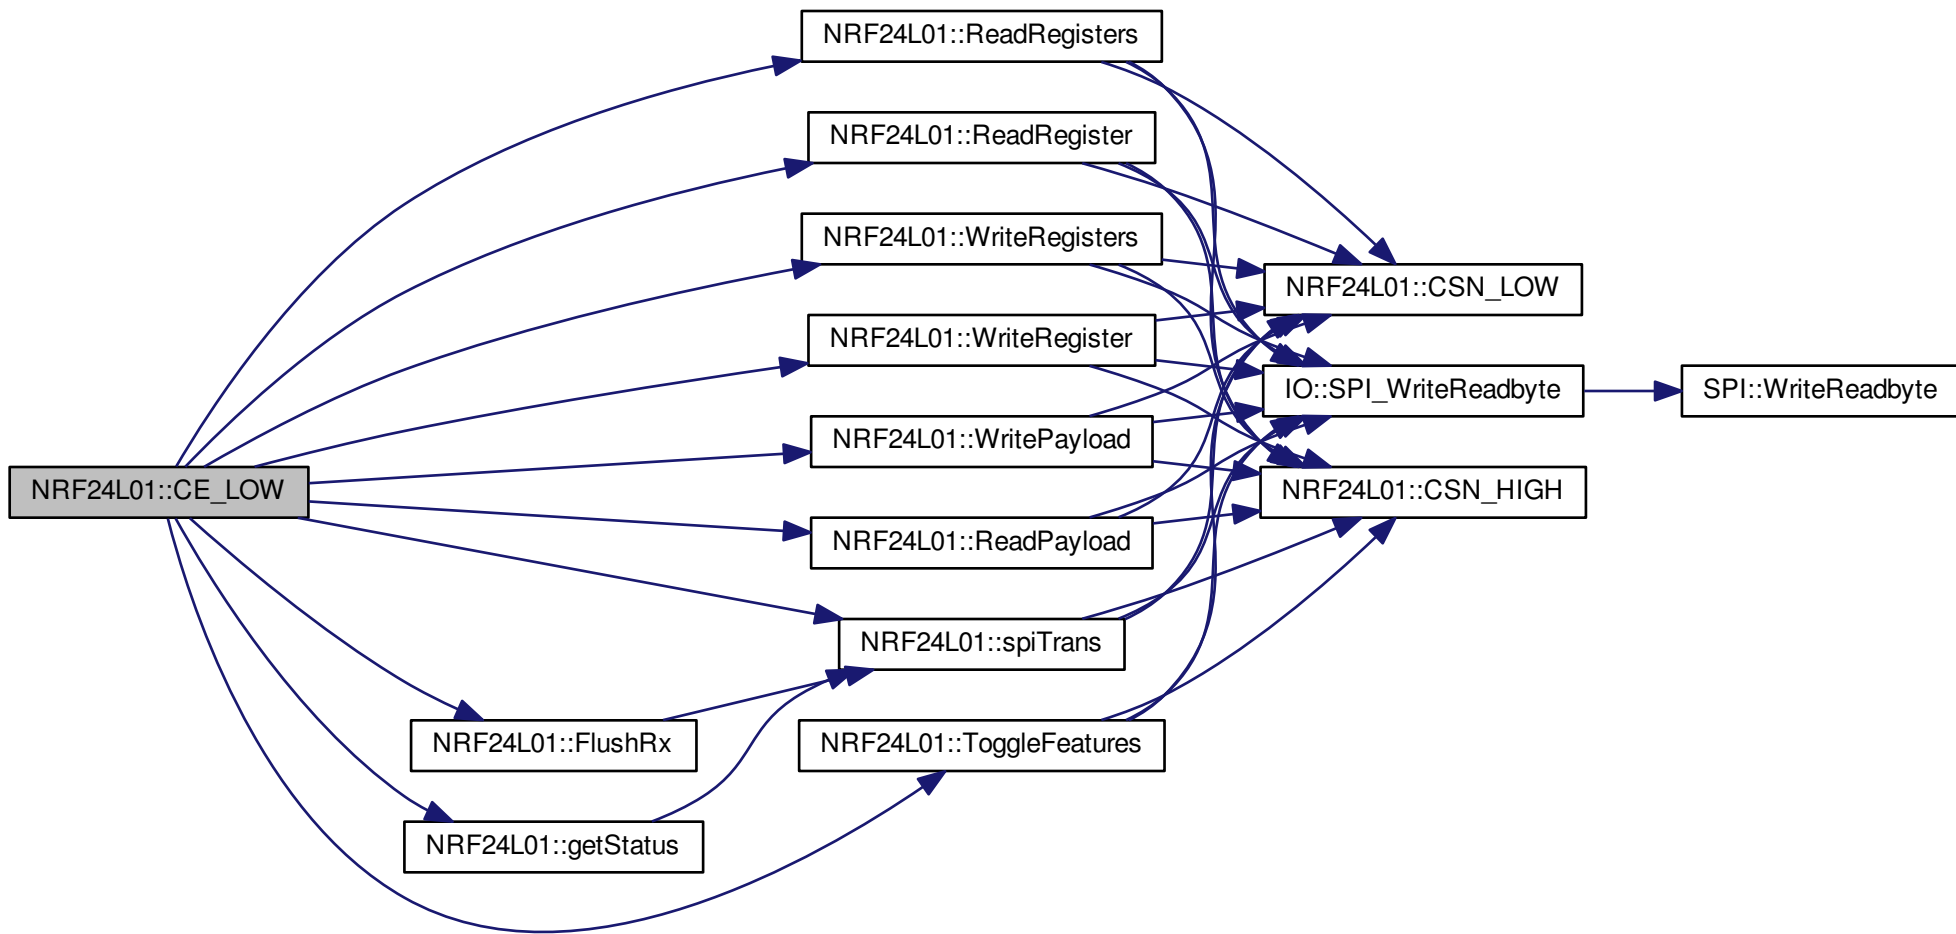 NRF24L01::ReadRegisters
NRF24L01::ReadRegister
NRF24L01::WriteRegisters
NRF24L01::CSN_LOW
NRF24L01::WriteRegister
IO::SPI_WriteReadbyte
SPI::WriteReadbyte
NRF24L01::WritePayload
NRF24L01::CE_LOW
NRF24L01::CSN_HIGH
NRF24L01::ReadPayload
NRF24L01::spiTrans
NRF24L01::FlushRx
NRF24L01::ToggleFeatures
NRF24L01::getStatus